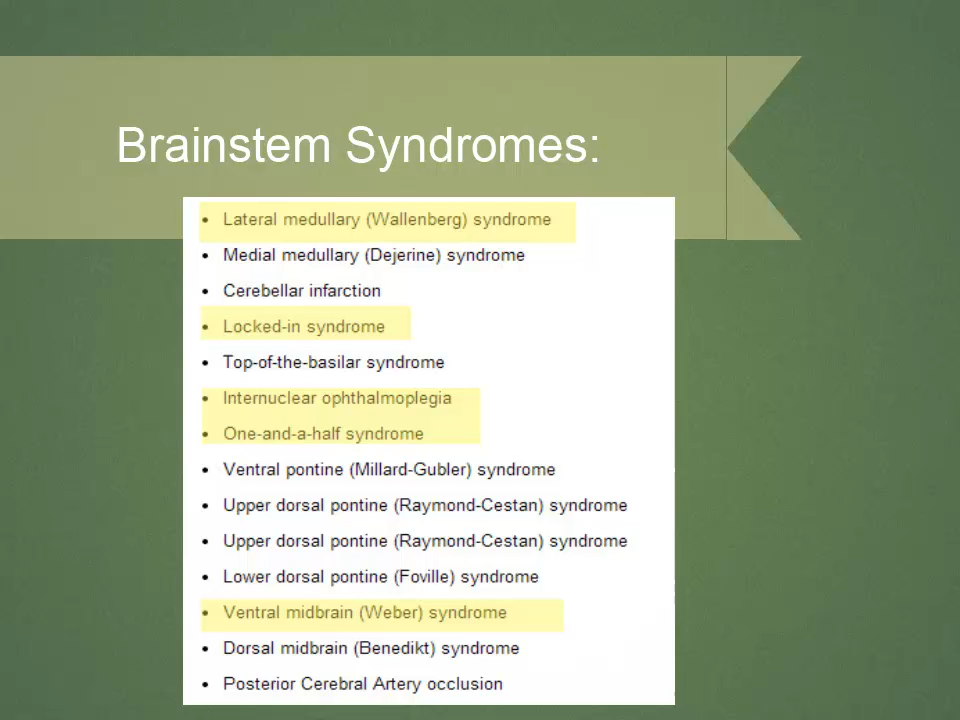 Brainstem Syndromes:
• Lateral medullary (Wallenberg) syndrome
• Medial medullary (Dejerine) syndrome
• Cerebellar infarction
• Locked-in syndrome
• Top-of-the-basilar syndrome
• Internuclear ophthalmoplegia
• One-and-a-half syndrome
• Ventral pontine (Millard-Gubler) syndrome
• Upper dorsal pontine (Raymond-Cestan) syndrome
• Upper dorsal pontine (Raymond-Cestan) syndrome
• Lower dorsal pontine (Foville) syndrome
• Ventral midbrain (Weber) syndrome
• Dorsal midbrain (Benedikt) syndrome
• Posterior Cerebral Artery occlusion